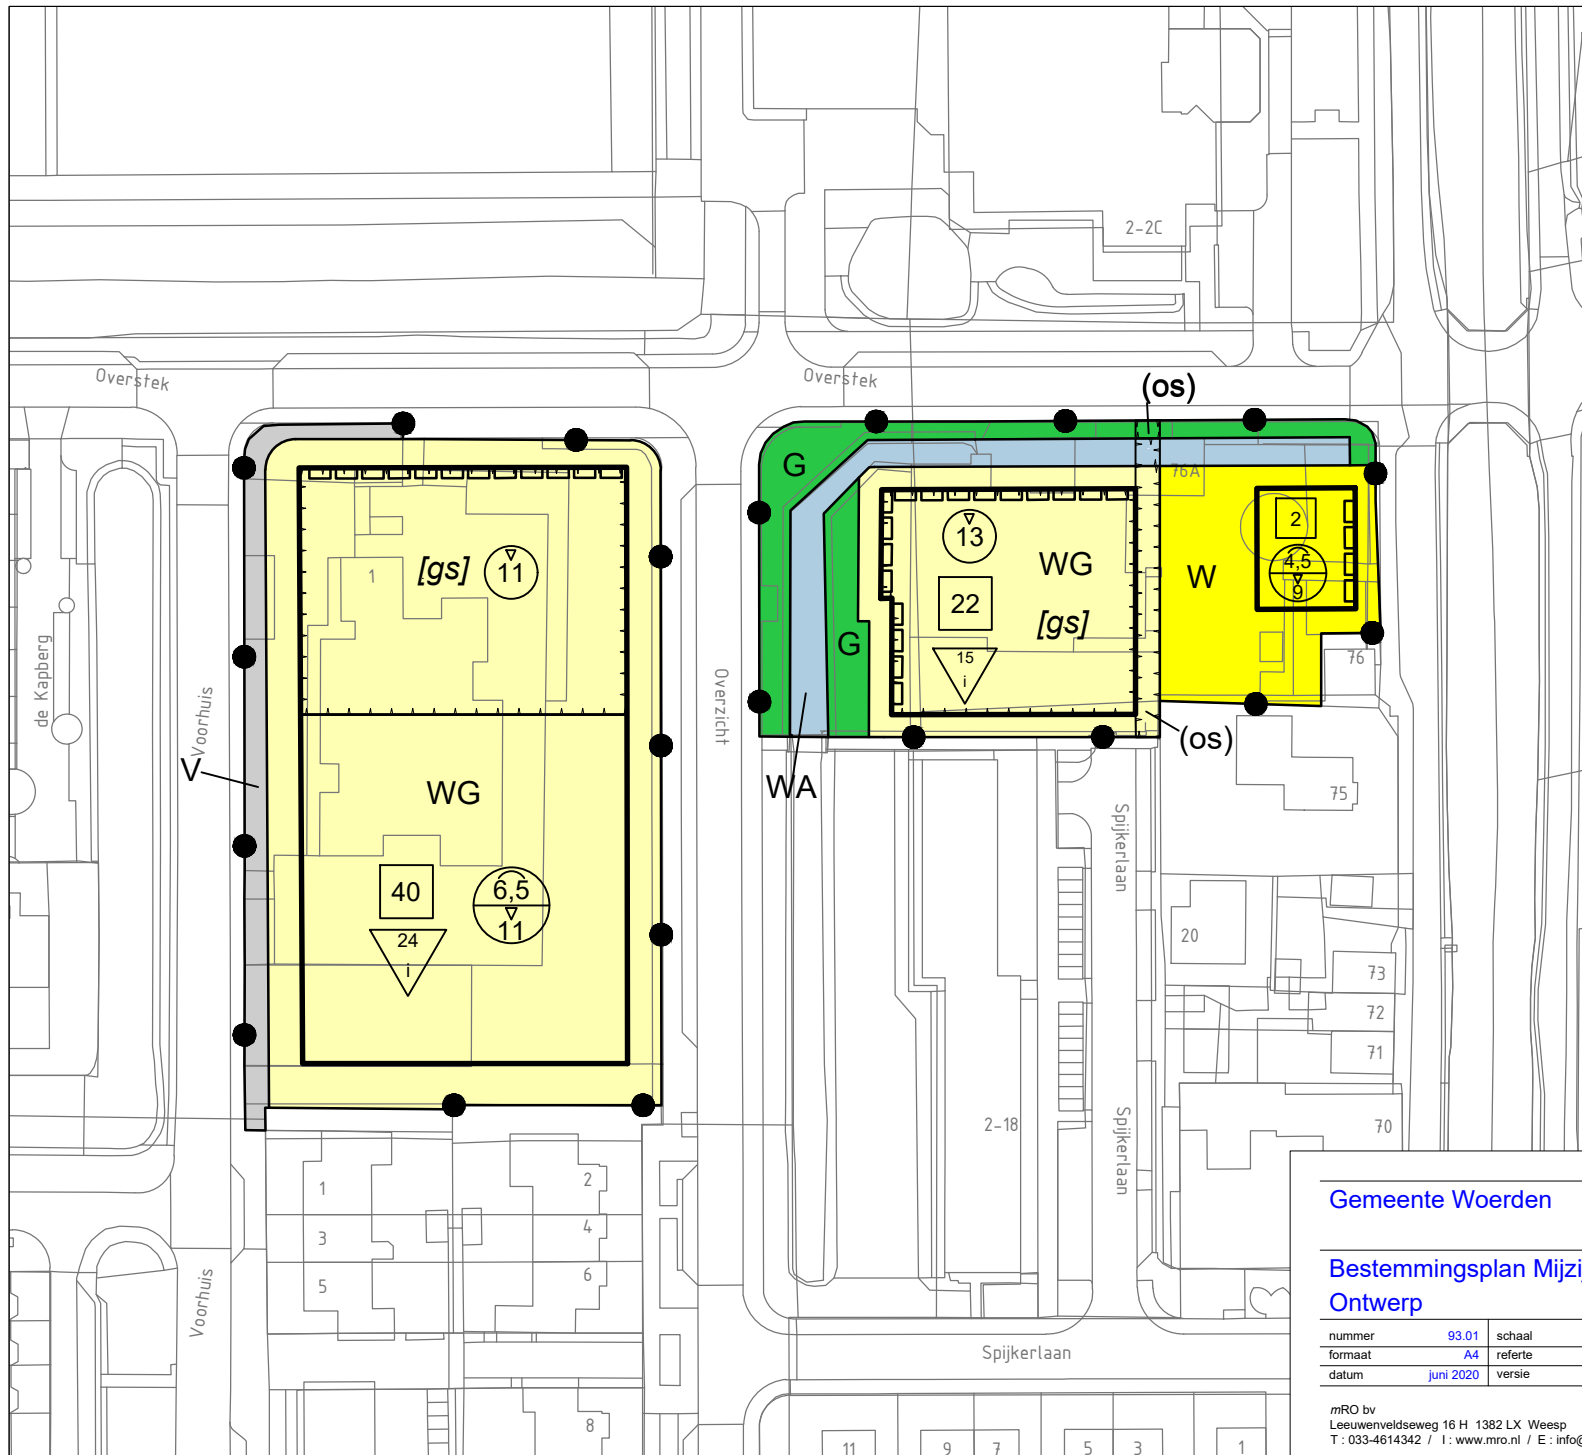 2-2C
Overstek
Overstek
(os)
G
76A
13
2
[gs]
11
1
WG
4,5
9
W
22
[gs]
G
15
i
76
de Kapberg
Voorhuis
Overzicht
V
WG
WA
(os)
75
Spijkerlaan
40
6,5
11
24
i
20
73
72
71
2-18
70
Spijkerlaan
1
2
3
4
5
6
Voorhuis
Spijkerlaan
8
11
9
7
5
3
1
Gemeente Woerden
Ontwerp
nummer 93.01 schaal
formaat A4 referte
datum juni 2020 versie
mRO bv
Leeuwenveldseweg 16 H 1382 LX Weesp
T : 033-4614342 / I : www.mro.nl / E : info@
Bestemmingsplan